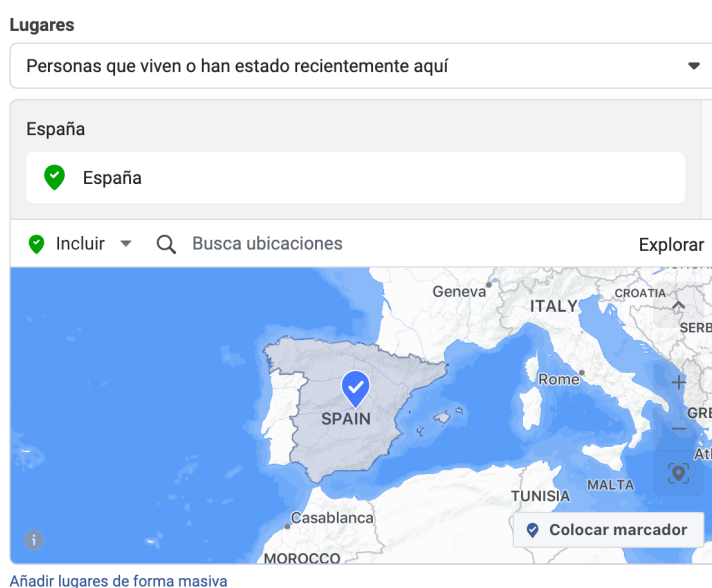 Lugares
Personas que viven o han estado recientemente aquí
España
España
Incluir
Busca ubicaciones
Explorar
Geneva
ITALY
CROATIA
SERB
Rome
SPAIN
GRE
Atl
MALTA
TUNISIA
Casablanca
Colocar marcador
MOROCCO
Añadir lugares de forma masiva